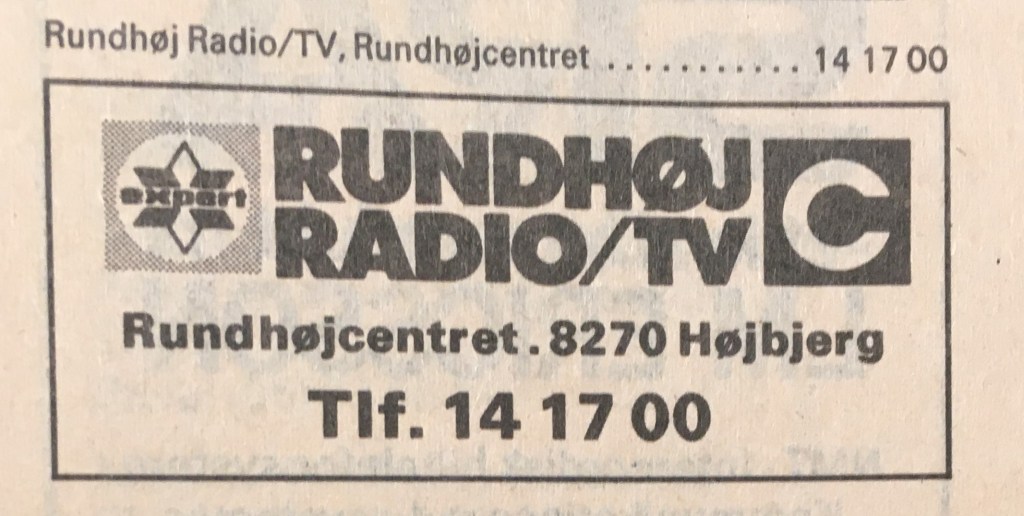 Rundhøj Radio/TV, Rundhøjcentret ........... 14 17 00
expert
RUNDHØJ
RADIO/TV
C
Rundhøjcentret. 8270 Højbjerg
Tlf. 14 17 00